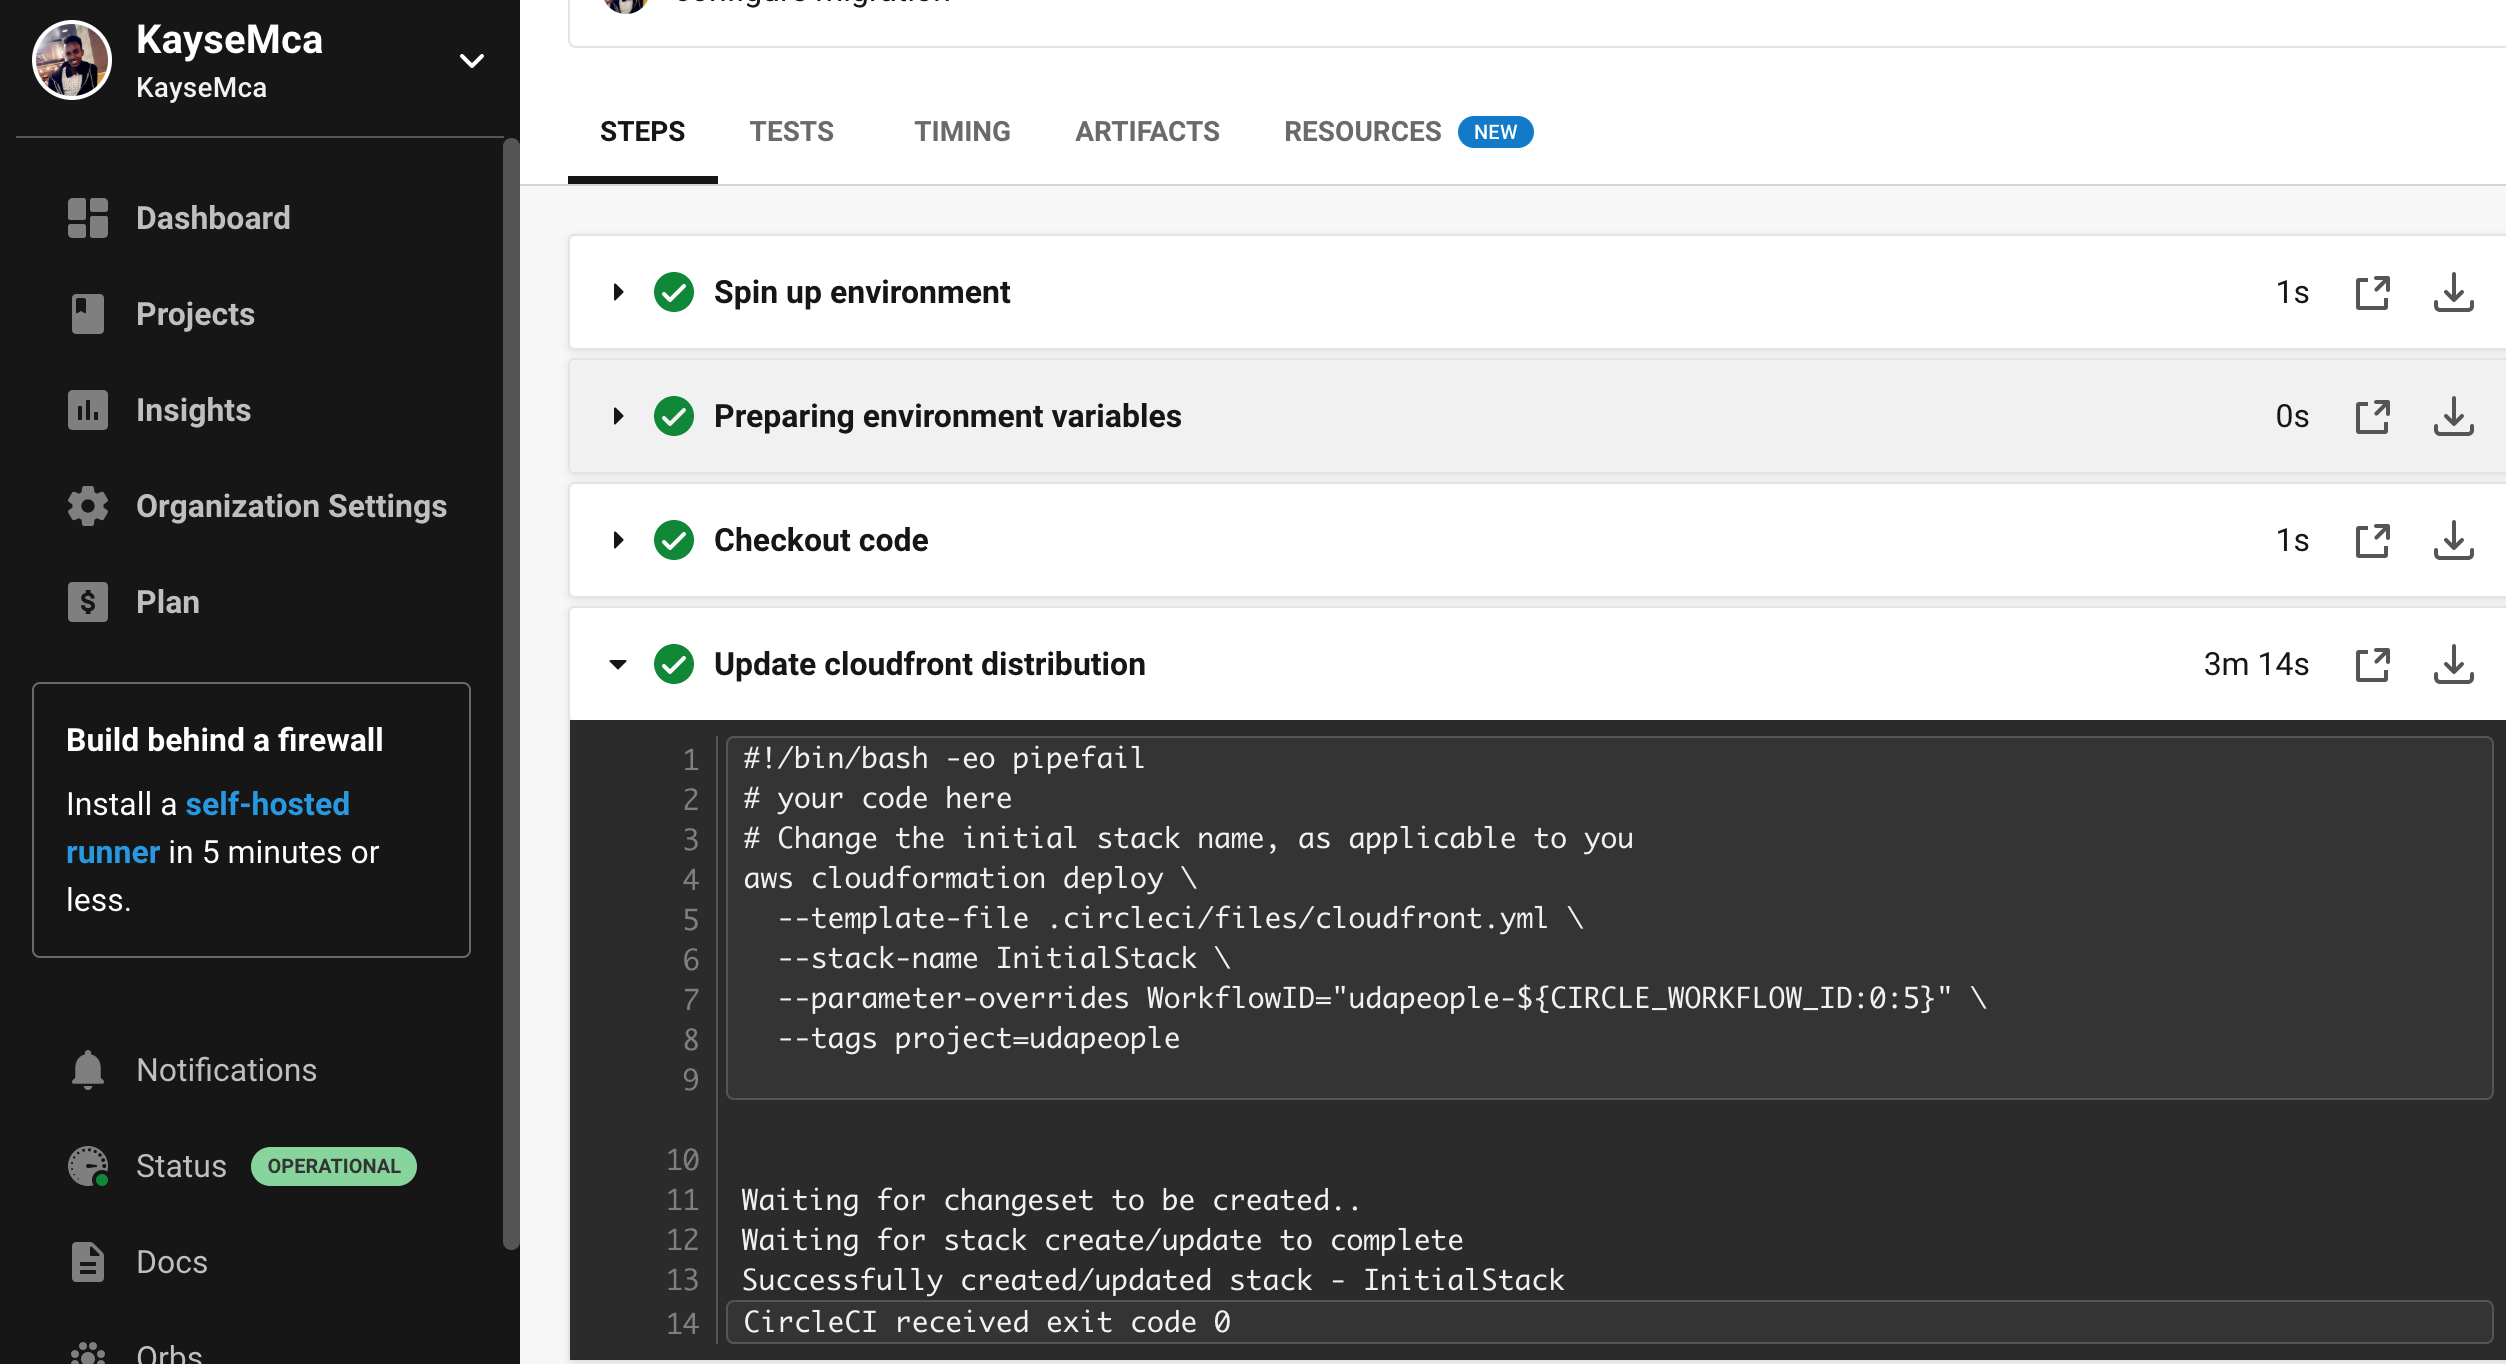 KayseMca
KayseMca
Dashboard
Projects
Insights
Organization Settings
Plan
Build behind a firewall
Install a self-hosted
runner in 5 minutes or
less.
Notifications
Status OPERATIONAL
Docs
Orbs
configure migration
STEPS TESTS TIMING ARTIFACTS RESOURCES NEW
Spin up environment 1s
Preparing environment variables 0s
Checkout code 1s
Update cloudfront distribution 3m 14s
1 #!/bin/bash -eo pipefail
2 # your code here
3 # Change the initial stack name, as applicable to you
4 aws cloudformation deploy \
5 --template-file .circleci/files/cloudfront.yml \
6 --stack-name InitialStack \
7 --parameter-overrides WorkflowID="udapeople-${CIRCLE_WORKFLOW_ID:0:5}" \
8 --tags project=udapeople
9
10
11 Waiting for changeset to be created..
12 Waiting for stack create/update to complete
13 Successfully created/updated stack - InitialStack
14 CircleCI received exit code 0